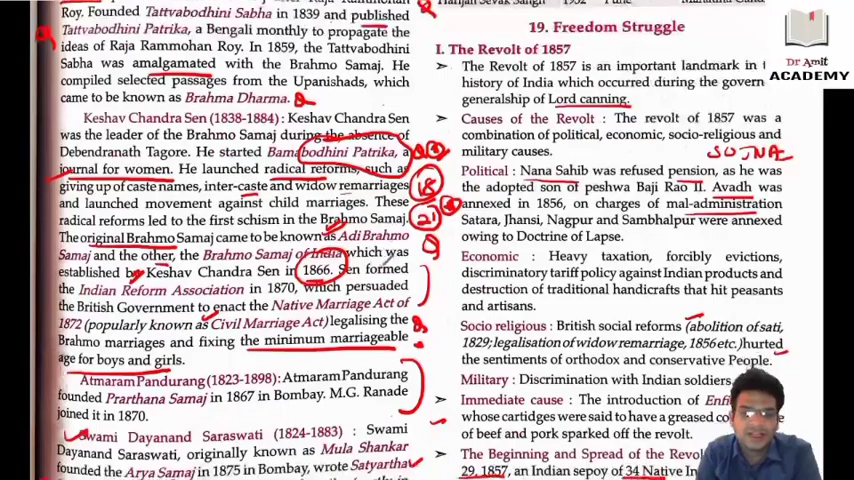 Roy. Founded Tattvabodhini Sabha in 1839 and published
Tattvabodhini Patrika, a Bengali monthly to propagate the
ideas of Raja Rammohan Roy. In 1859, the Tattvabodhini
Sabha was amalgamated with the Brahmo Samaj. He
compiled selected passages from the Upanishads, which
came to be known as Brahma Dharma.
Keshav Chandra Sen (1838-1884): Keshav Chandra Sen
was the leader of the Brahmo Samaj during the absence of
Debendranath Tagore. He started Bamabodhini Patrika, a
journal for women. He launched radical reforms, such as
giving up of caste names, inter-caste and widow remarriages
and launched movement against child marriages. These
radical reforms led to the first schism in the Brahmo Samaj.
The original Brahmo Samaj came to be known as Adi Brahmo
Samaj and the other, the Brahmo Samaj of India which was
established by Keshav Chandra Sen in 1866. Sen formed
the Indian Reform Association in 1870, which persuaded
the British Government to enact the Native Marriage Act of
1872 (popularly known as Civil Marriage Act) legalising the
Brahmo marriages and fixing the minimum marriageable
age for boys and girls.
Atmaram Pandurang (1823-1898): Atmaram Pandurang
founded Prarthana Samaj in 1867 in Bombay. M.G. Ranade
joined it in 1870.
Swami Dayanand Saraswati (1824-1883) : Swami
Dayanand Saraswati, originally known as Mula Shankar
founded the Arya Samaj in 1875 in Bombay, wrote Satyartha
18
21
19. Freedom Struggle
I. The Revolt of 1857
➤ The Revolt of 1857 is an important landmark in
history of India which occurred during the govern
generalship of Lord canning.
➤ Causes of the Revolt : The revolt of 1857 was a
combination of political, economic, socio-religious and
military causes.
Political : Nana Sahib was refused pension, as he was
the adopted son of peshwa Baji Rao II. Avadh was
annexed in 1856, on charges of mal-administration
Satara, Jhansi, Nagpur and Sambhalpur were annexed
owing to Doctrine of Lapse.
Economic : Heavy taxation, forcibly evictions,
discriminatory tariff policy against Indian products and
destruction of traditional handicrafts that hit peasants
and artisans.
Socio religious : British social reforms (abolition of sati,
1829; legalisation of widow remarriage, 1856 etc.) hurted
the sentiments of orthodox and conservative People.
Military : Discrimination with Indian soldiers
➤ Immediate cause : The introduction of Enfi
whose cartidges were said to have a greased co
of beef and pork sparked off the revolt.
➤ The Beginning and Spread of the Revol
29, 1857, an Indian sepoy of 34 Native In
Dr Amit
ACADEMY